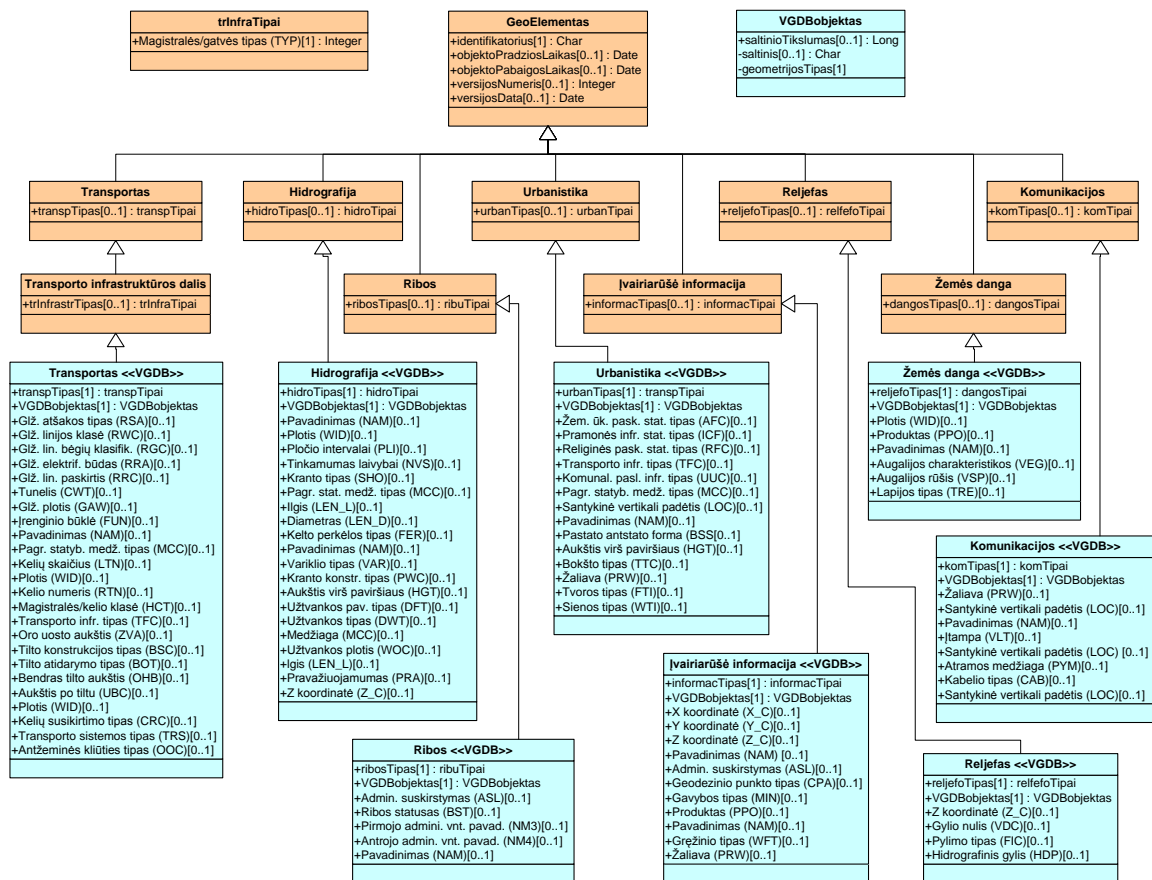 trInfraTipai
+Magistralės/gatvės tipas (TYP)[1] : Integer
GeoElementas
+identifikatorius[1] : Char
+objektoPradziosLaikas[0..1] : Date
+objektoPabaigosLaikas[0..1] : Date
+versijosNumeris[0..1] : Integer
+versijosData[0..1] : Date
VGDBobjektas
+saltinioTikslumas[0..1] : Long
-saltinis[0..1] : Char
-geometrijosTipas[1]
Transportas
+transpTipas[0..1] : transpTipai
Hidrografija
+hidroTipas[0..1] : hidroTipai
Urbanistika
+urbanTipas[0..1] : urbanTipai
Reljefas
+reljefoTipas[0..1] : relfefoTipai
Komunikacijos
+komTipas[0..1] : komTipai
Transporto infrastruktūros dalis
+trInfrastrTipas[0..1] : trInfraTipai
Ribos
+ribosTipas[0..1] : ribuTipai
Įvairiarūšė informacija
+informacTipas[0..1] : informacTipai
Žemės danga
+dangosTipas[0..1] : dangosTipai
Transportas <<VGDB>>
+transpTipas[1] : transpTipai
+VGDBobjektas[1] : VGDBobjektas
+Glž. atšakos tipas (RSA)[0..1]
+Glž. linijos klasė (RWC)[0..1]
+Glž. lin. bėgių klasifik. (RGC)[0..1]
+Glž. elektrif. būdas (RRA)[0..1]
+Glž. lin. paskirtis (RRC)[0..1]
+Tunelis (CWT)[0..1]
+Glž. plotis (GAW)[0..1]
+Įrenginio būklė (FUN)[0..1]
+Pavadinimas (NAM)[0..1]
+Pagr. statyb. medž. tipas (MCC)[0..1]
+Kelių skaičius (LTN)[0..1]
+Plotis (WID)[0..1]
+Kelio numeris (RTN)[0..1]
+Magistralės/kelio klasė (HCT)[0..1]
+Transporto infr. tipas (TFC)[0..1]
+Oro uosto aukštis (ZVA)[0..1]
+Tilto konstrukcijos tipas (BSC)[0..1]
+Tilto atidarymo tipas (BOT)[0..1]
+Bendras tilto aukštis (OHB)[0..1]
+Aukštis po tiltu (UBC)[0..1]
+Plotis (WID)[0..1]
+Kelių susikirtimo tipas (CRC)[0..1]
+Transporto sistemos tipas (TRS)[0..1]
+Antžeminės kliūties tipas (OOC)[0..1]
Hidrografija <<VGDB>>
+hidroTipas[1] : hidroTipai
+VGDBobjektas[1] : VGDBobjektas
+Pavadinimas (NAM)[0..1]
+Plotis (WID)[0..1]
+Pločio intervalai (PLI)[0..1]
+Tinkamumas laivybai (NVS)[0..1]
+Kranto tipas (SHO)[0..1]
+Pagr. stat. medž. tipas (MCC)[0..1]
+Ilgis (LEN_L)[0..1]
+Diametras (LEN_D)[0..1]
+Kelto perkėlos tipas (FER)[0..1]
+Pavadinimas (NAM)[0..1]
+Variklio tipas (VAR)[0..1]
+Kranto konstr. tipas (PWC)[0..1]
+Aukštis virš paviršiaus (HGT)[0..1]
+Užtvankos pav. tipas (DFT)[0..1]
+Užtvankos tipas (DWT)[0..1]
+Medžiaga (MCC)[0..1]
+Užtvankos plotis (WOC)[0..1]
+Igis (LEN_L)[0..1]
+Pravažiuojamumas (PRA)[0..1]
+Z koordinatė (Z_C)[0..1]
Urbanistika <<VGDB>>
+urbanTipas[1] : transpTipai
+VGDBobjektas[1] : VGDBobjektas
+Žem. ūk. pask. stat. tipas (AFC)[0..1]
+Pramonės infr. stat. tipas (ICF)[0..1]
+Religinės pask. stat. tipas (RFC)[0..1]
+Transporto infr. tipas (TFC)[0..1]
+Komunal. pasl. infr. tipas (UUC)[0..1]
+Pagr. statyb. medž. tipas (MCC)[0..1]
+Santykinė vertikali padėtis (LOC)[0..1]
+Pavadinimas (NAM)[0..1]
+Pastato antstato forma (BSS)[0..1]
+Aukštis virš paviršiaus (HGT)[0..1]
+Bokšto tipas (TTC)[0..1]
+Žaliava (PRW)[0..1]
+Tvoros tipas (FTI)[0..1]
+Sienos tipas (WTI)[0..1]
Žemės danga <<VGDB>>
+reljefoTipas[1] : dangosTipai
+VGDBobjektas[1] : VGDBobjektas
+Plotis (WID)[0..1]
+Produktas (PPO)[0..1]
+Pavadinimas (NAM)[0..1]
+Augalijos charakteristikos (VEG)[0..1]
+Augalijos rūšis (VSP)[0..1]
+Lapijos tipas (TRE)[0..1]
Komunikacijos <<VGDB>>
+komTipas[1] : komTipai
+VGDBobjektas[1] : VGDBobjektas
+Žaliava (PRW)[0..1]
+Santykinė vertikali padėtis (LOC)[0..1]
+Pavadinimas (NAM)[0..1]
+Įtampa (VLT)[0..1]
+Santykinė vertikali padėtis (LOC) [0..1]
+Atramos medžiaga (PYM)[0..1]
+Kabelio tipas (CAB)[0..1]
+Santykinė vertikali padėtis (LOC)[0..1]
Įvairiarūšė informacija <<VGDB>>
+informacTipas[1] : informacTipai
+VGDBobjektas[1] : VGDBobjektas
+X koordinatė (X_C)[0..1]
+Y koordinatė (Y_C)[0..1]
+Z koordinatė (Z_C)[0..1]
+Pavadinimas (NAM) [0..1]
+Admin. suskirstymas (ASL)[0..1]
+Geodezinio punkto tipas (CPA)[0..1]
+Gavybos tipas (MIN)[0..1]
+Produktas (PPO)[0..1]
+Pavadinimas (NAM)[0..1]
+Gręžinio tipas (WFT)[0..1]
+Žaliava (PRW)[0..1]
Ribos <<VGDB>>
+ribosTipas[1] : ribuTipai
+VGDBobjektas[1] : VGDBobjektas
+Admin. suskirstymas (ASL)[0..1]
+Ribos statusas (BST)[0..1]
+Pirmojo admini. vnt. pavad. (NM3)[0..1]
+Antrojo admin. vnt. pavad. (NM4)[0..1]
+Pavadinimas (NAM)[0..1]
Reljefas <<VGDB>>
+reljefoTipas[1] : relfefoTipai
+VGDBobjektas[1] : VGDBobjektas
+Z koordinatė (Z_C)[0..1]
+Gylio nulis (VDC)[0..1]
+Pylimo tipas (FIC)[0..1]
+Hidrografinis gylis (HDP)[0..1]